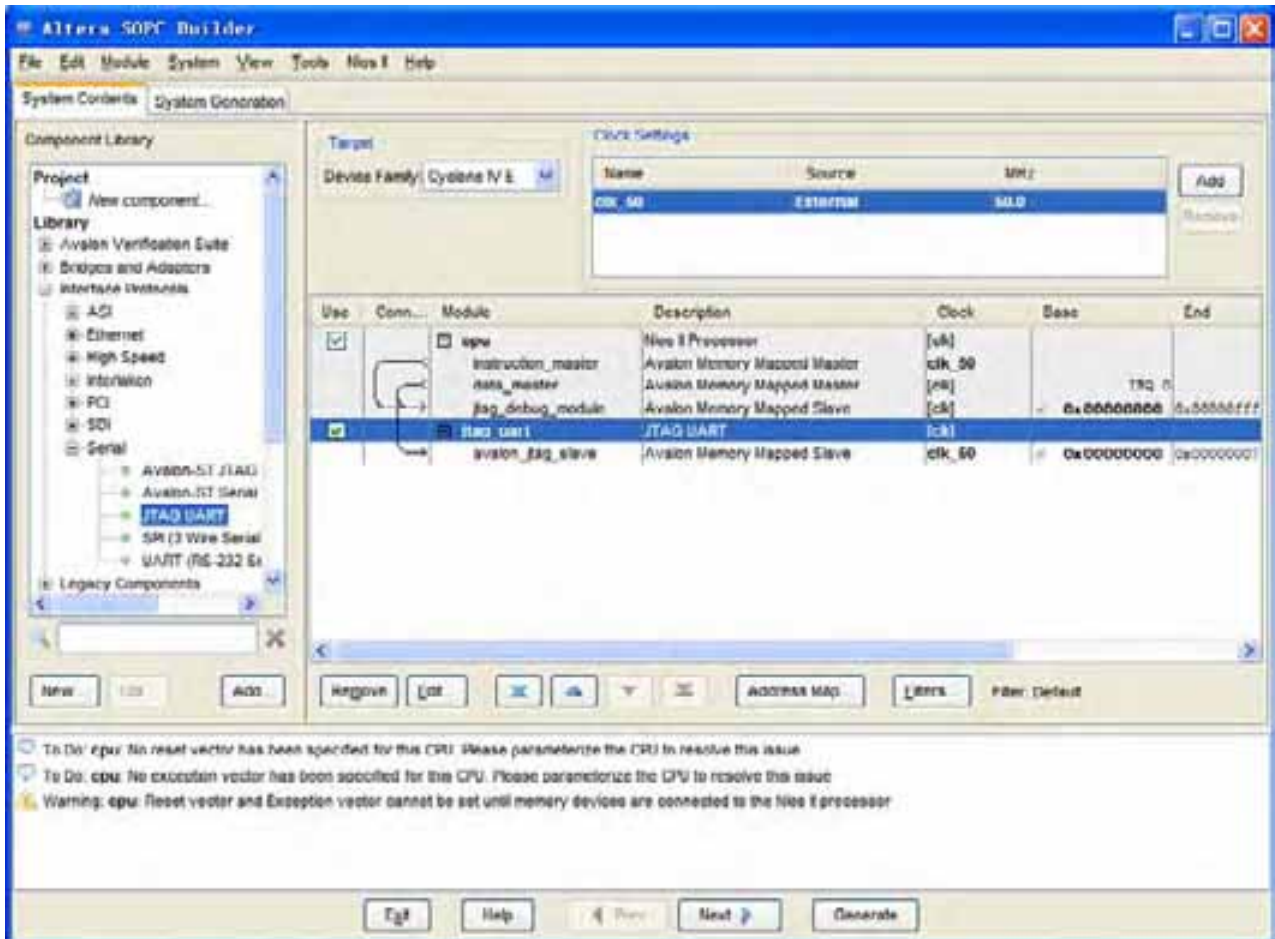 Altera SOPC Builder
File Edit Module System View Tools Nios II Help
System Contents System Generation
Component Library
Project
New component...
Library
Avalon Verification Suite
Bridges and Adapters
Interface Protocols
ASI
Ethernet
High Speed
Interlaken
PCI
SDI
Serial
Avalon-ST JTAG
Avalon-ST Serial
JTAG UART
SPI (3 Wire Serial
UART (RS-232 Se
Legacy Components
New Edit Add...
Target
Device Family: Cyclone IV E
Clock Settings
Name Source MHz
clk_50 External 50.0
Add
Remove
Use Conn... Module Description Clock Base End
cpu Nios II Processor [clk]
instruction_master Avalon Memory Mapped Master clk_50
data_master Avalon Memory Mapped Master [clk] IRQ 0
jtag_debug_module Avalon Memory Mapped Slave [clk] 0x00000000 0x00000fff
jtag_uart JTAG UART [clk]
avalon_jtag_slave Avalon Memory Mapped Slave clk_50 0x00000000 0x00000007
Remove Edit... Address Map... Filters... Filter: Default
To Do: cpu: No reset vector has been specified for this CPU. Please parameterize the CPU to resolve this issue
To Do: cpu: No exception vector has been specified for this CPU. Please parameterize the CPU to resolve this issue
Warning: cpu: Reset vector and Exception vector cannot be set until memory devices are connected to the Nios II processor
Exit Help Prev Next Generate